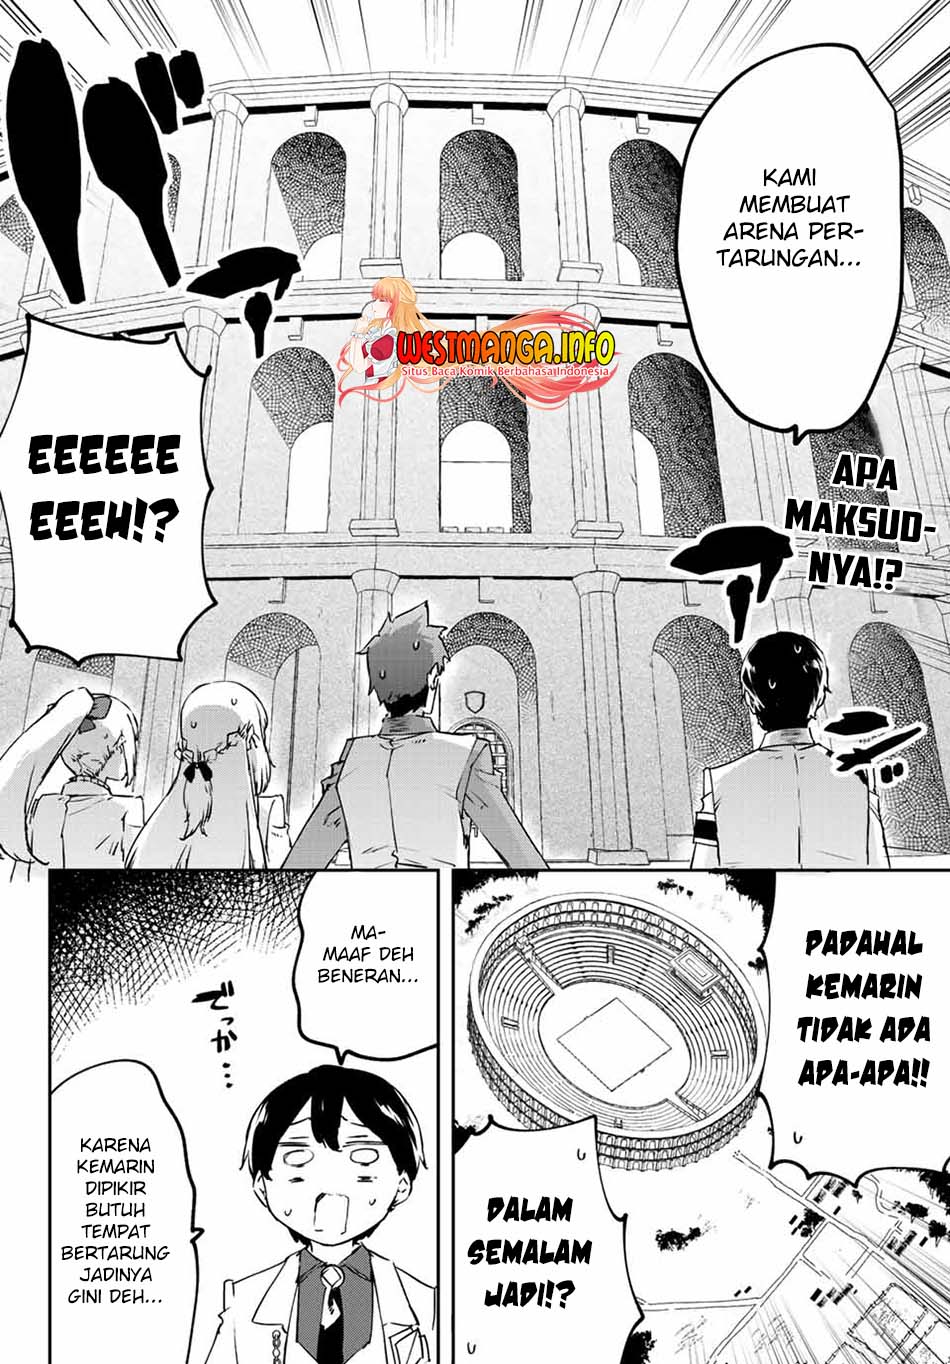 KAMI
MEMBUAT
ARENA PER-
TARUNGAN...
WESTMANGA.INFO
Situs Baca Komik Berbahasa Indonesia
EEEEEE
EEEH!?
APA
MAKSUD-
NYA!?
PADAHAL
KEMARIN
TIDAK ADA
APA-APA!!
DALAM
SEMALAM
JADI!?
MA-
MAAF DEH
BENERAN...
でっか…
KARENA
KEMARIN
DIPIKIR
BUTUH
TEMPAT
BERTARUNG
JADINYA
GINI DEH...